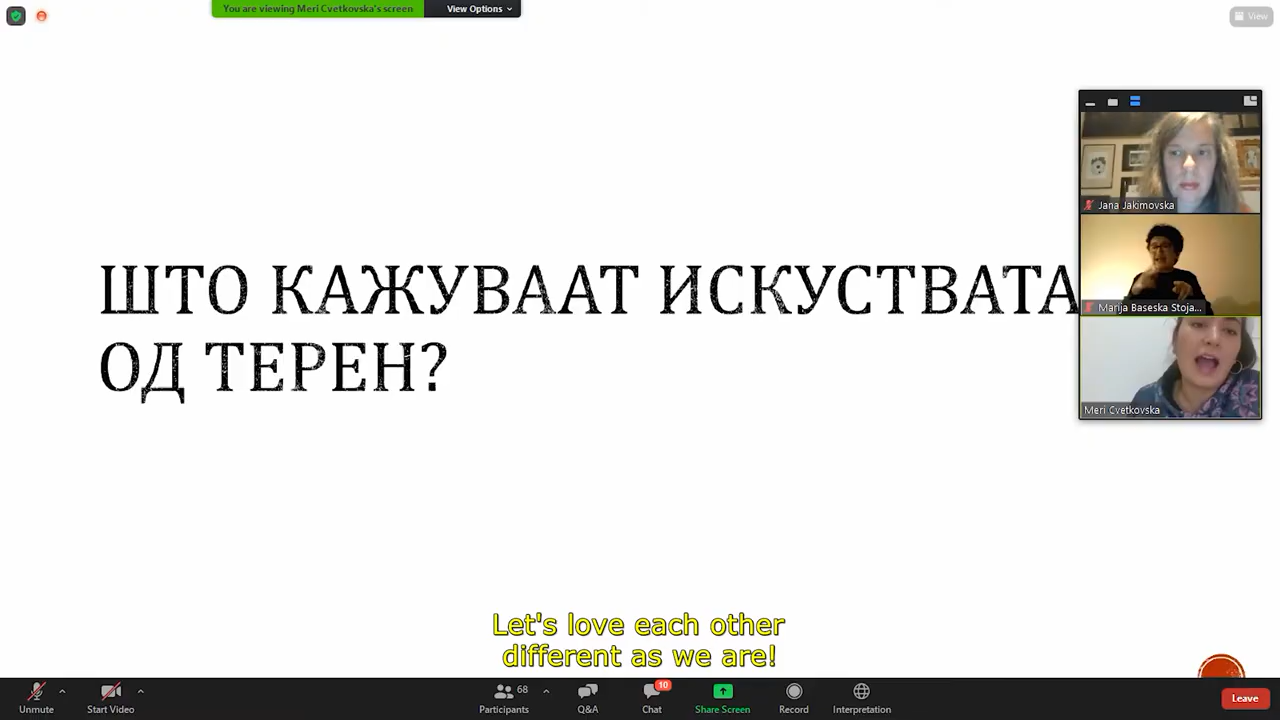 You are viewing Meri Cvetkovska's screen
View Options
View
ШТО КАЖУВААТ ИСКУСТВАТА
ОД ТЕРЕН?
Jana Jakimovska
Marija Baseska Stoja...
Meri Cvetkovska
Let's love each other
different as we are!
68
10
Unmute
Start Video
Participants
Q&A
Chat
Share Screen
Record
Interpretation
Leave